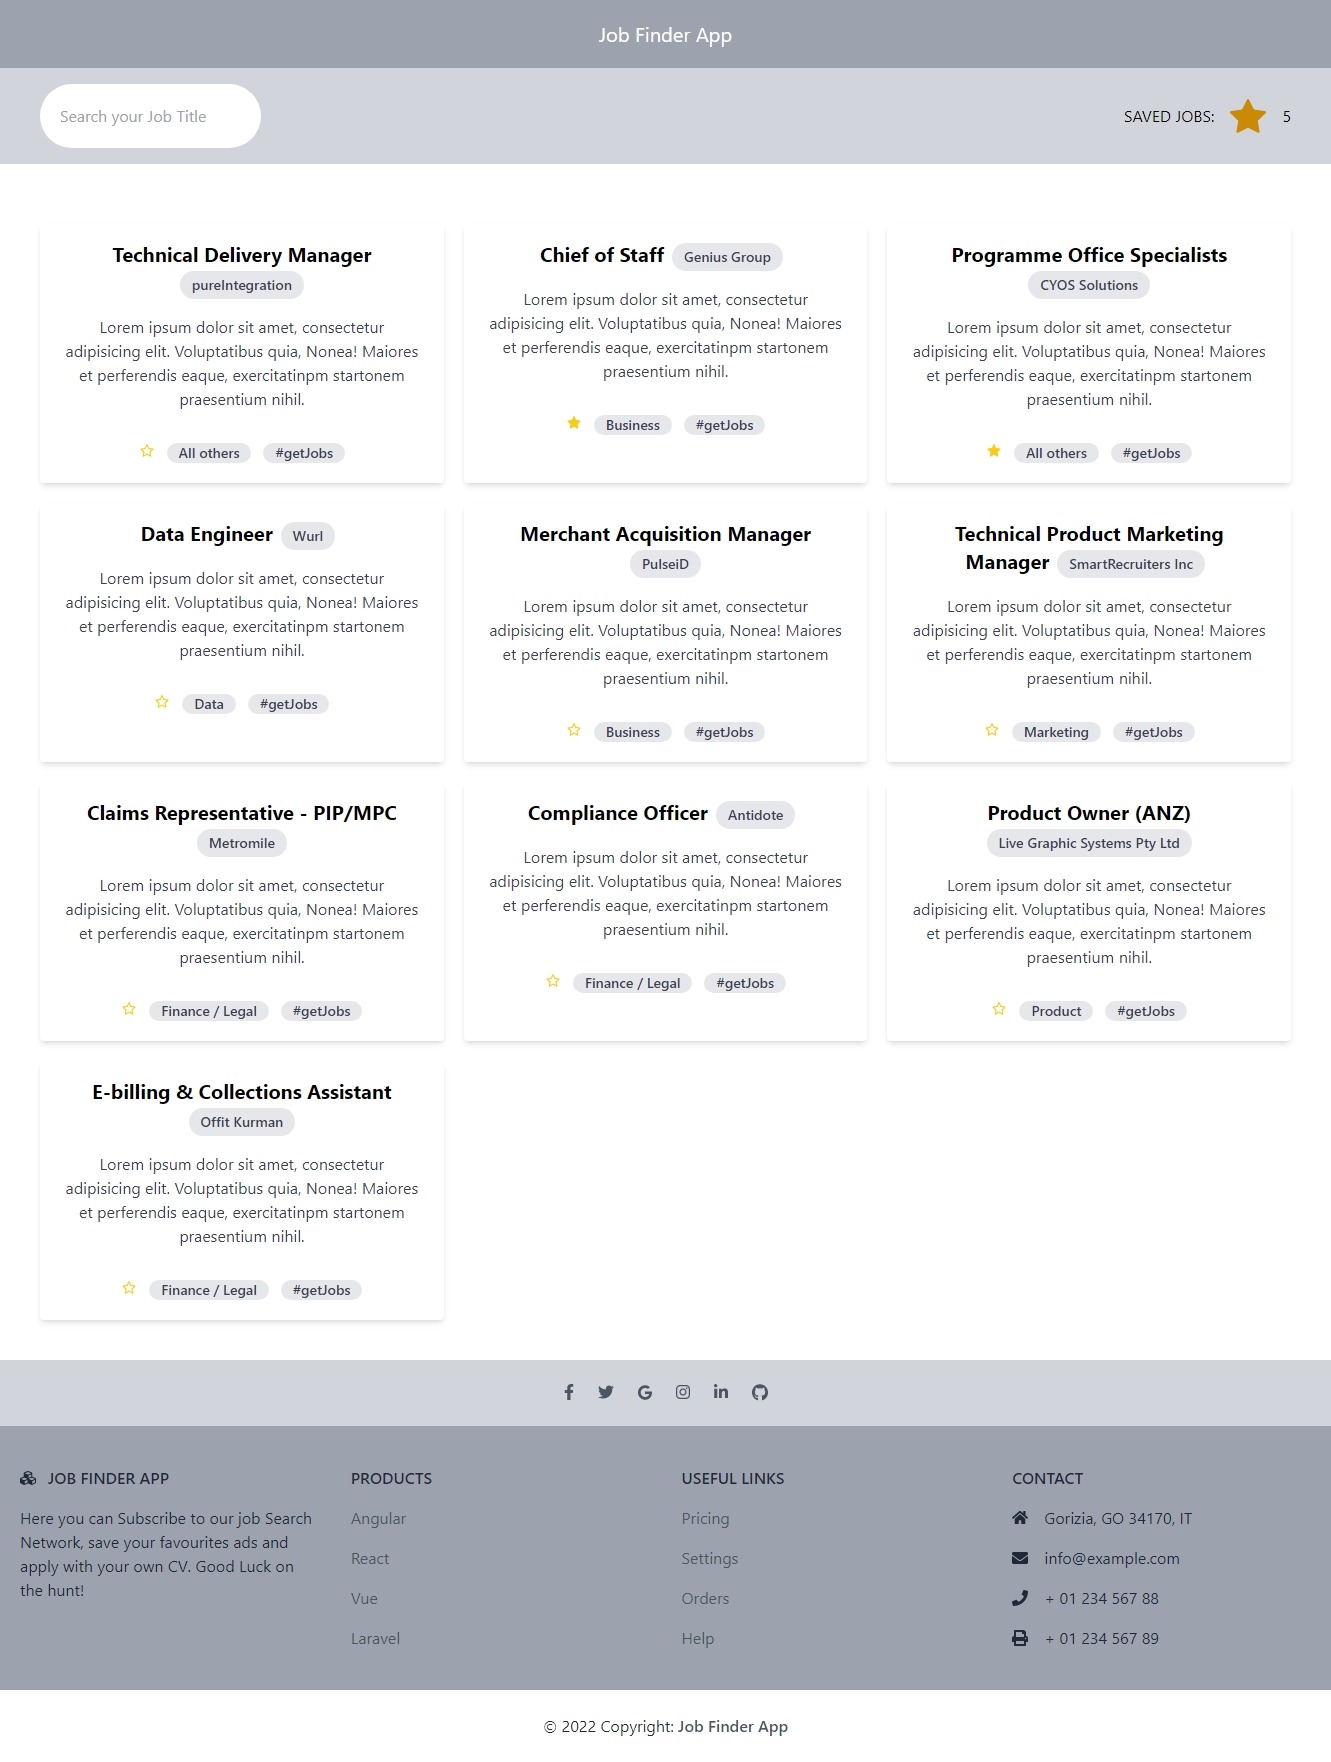 Job Finder App
Search your Job Title
SAVED JOBS: 5
Technical Delivery Manager
pureIntegration
Lorem ipsum dolor sit amet, consectetur
adipisicing elit. Voluptatibus quia, Nonea! Maiores
et perferendis eaque, exercitatinpm startonem
praesentium nihil.
All others #getJobs
Chief of Staff Genius Group
Lorem ipsum dolor sit amet, consectetur
adipisicing elit. Voluptatibus quia, Nonea! Maiores
et perferendis eaque, exercitatinpm startonem
praesentium nihil.
Business #getJobs
Programme Office Specialists
CYOS Solutions
Lorem ipsum dolor sit amet, consectetur
adipisicing elit. Voluptatibus quia, Nonea! Maiores
et perferendis eaque, exercitatinpm startonem
praesentium nihil.
All others #getJobs
Data Engineer Wurl
Lorem ipsum dolor sit amet, consectetur
adipisicing elit. Voluptatibus quia, Nonea! Maiores
et perferendis eaque, exercitatinpm startonem
praesentium nihil.
Data #getJobs
Merchant Acquisition Manager
PulseiD
Lorem ipsum dolor sit amet, consectetur
adipisicing elit. Voluptatibus quia, Nonea! Maiores
et perferendis eaque, exercitatinpm startonem
praesentium nihil.
Business #getJobs
Technical Product Marketing
Manager SmartRecruiters Inc
Lorem ipsum dolor sit amet, consectetur
adipisicing elit. Voluptatibus quia, Nonea! Maiores
et perferendis eaque, exercitatinpm startonem
praesentium nihil.
Marketing #getJobs
Claims Representative - PIP/MPC
Metromile
Lorem ipsum dolor sit amet, consectetur
adipisicing elit. Voluptatibus quia, Nonea! Maiores
et perferendis eaque, exercitatinpm startonem
praesentium nihil.
Finance / Legal #getJobs
Compliance Officer Antidote
Lorem ipsum dolor sit amet, consectetur
adipisicing elit. Voluptatibus quia, Nonea! Maiores
et perferendis eaque, exercitatinpm startonem
praesentium nihil.
Finance / Legal #getJobs
Product Owner (ANZ)
Live Graphic Systems Pty Ltd
Lorem ipsum dolor sit amet, consectetur
adipisicing elit. Voluptatibus quia, Nonea! Maiores
et perferendis eaque, exercitatinpm startonem
praesentium nihil.
Product #getJobs
E-billing & Collections Assistant
Offit Kurman
Lorem ipsum dolor sit amet, consectetur
adipisicing elit. Voluptatibus quia, Nonea! Maiores
et perferendis eaque, exercitatinpm startonem
praesentium nihil.
Finance / Legal #getJobs
JOB FINDER APP
Here you can Subscribe to our job Search
Network, save your favourites ads and
apply with your own CV. Good Luck on
the hunt!
PRODUCTS
Angular
React
Vue
Laravel
USEFUL LINKS
Pricing
Settings
Orders
Help
CONTACT
Gorizia, GO 34170, IT
info@example.com
+ 01 234 567 88
+ 01 234 567 89
© 2022 Copyright: Job Finder App